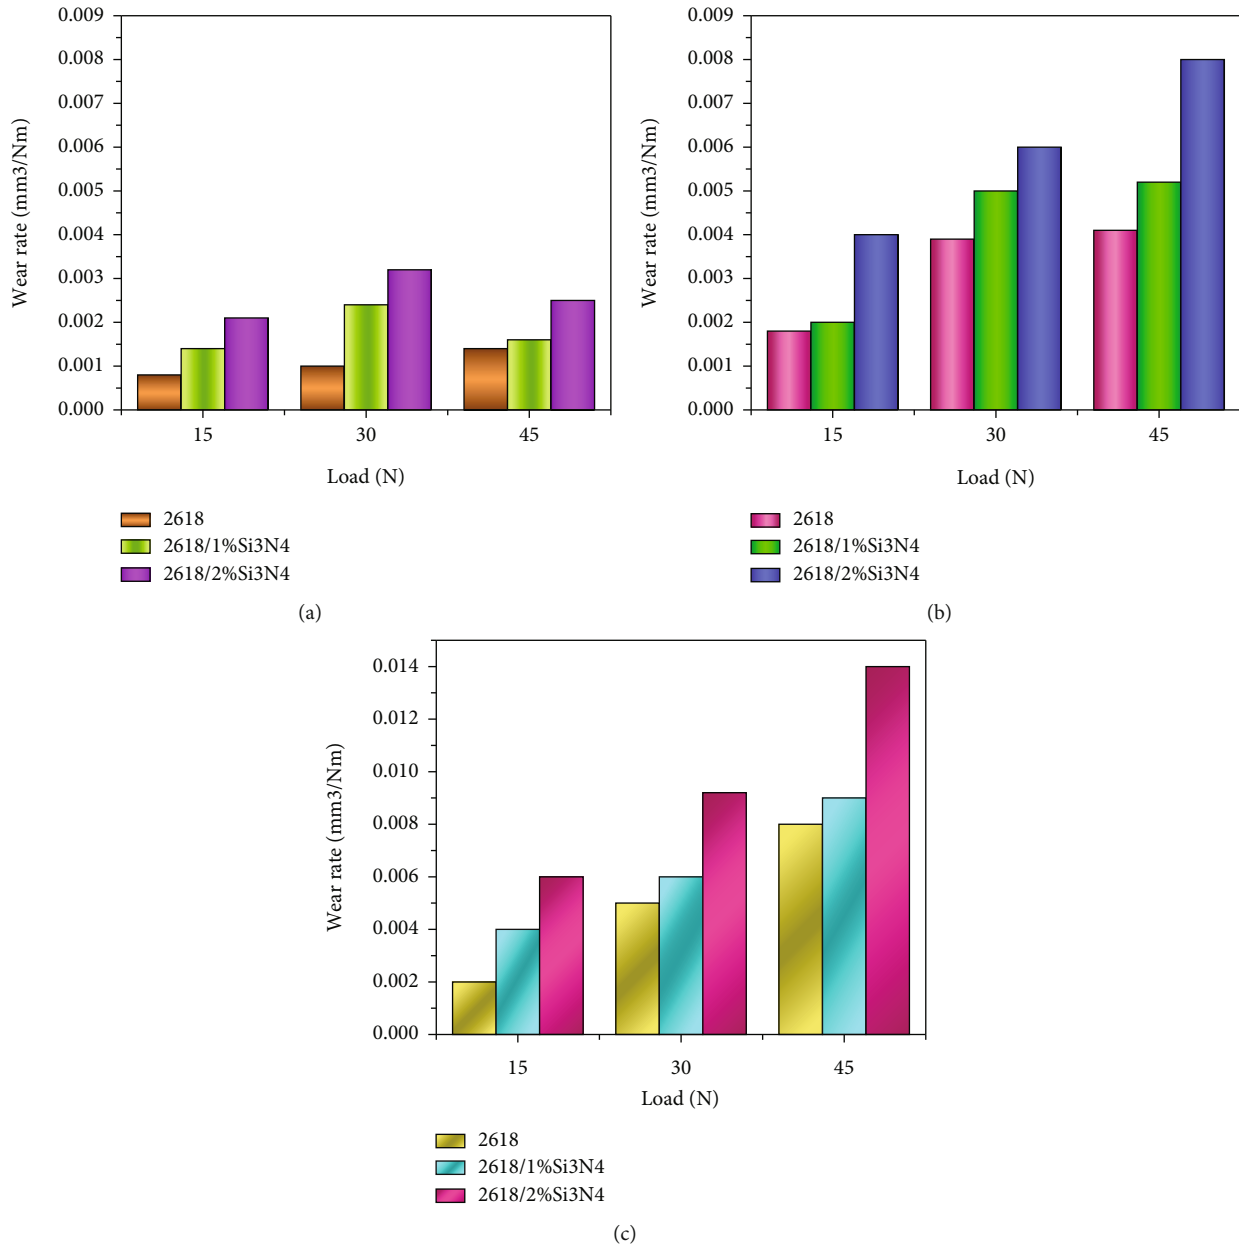 Wear rate (mm3/Nm)
0.009
0.008
0.007
0.006
0.005
0.004
0.003
0.002
0.001
0.000
15 30 45
Load (N)
2618
2618/1%Si3N4
2618/2%Si3N4
(a)
Wear rate (mm3/Nm)
0.009
0.008
0.007
0.006
0.005
0.004
0.003
0.002
0.001
0.000
15 30 45
Load (N)
2618
2618/1%Si3N4
2618/2%Si3N4
(b)
Wear rate (mm3/Nm)
0.014
0.012
0.010
0.008
0.006
0.004
0.002
0.000
15 30 45
Load (N)
2618
2618/1%Si3N4
2618/2%Si3N4
(c)